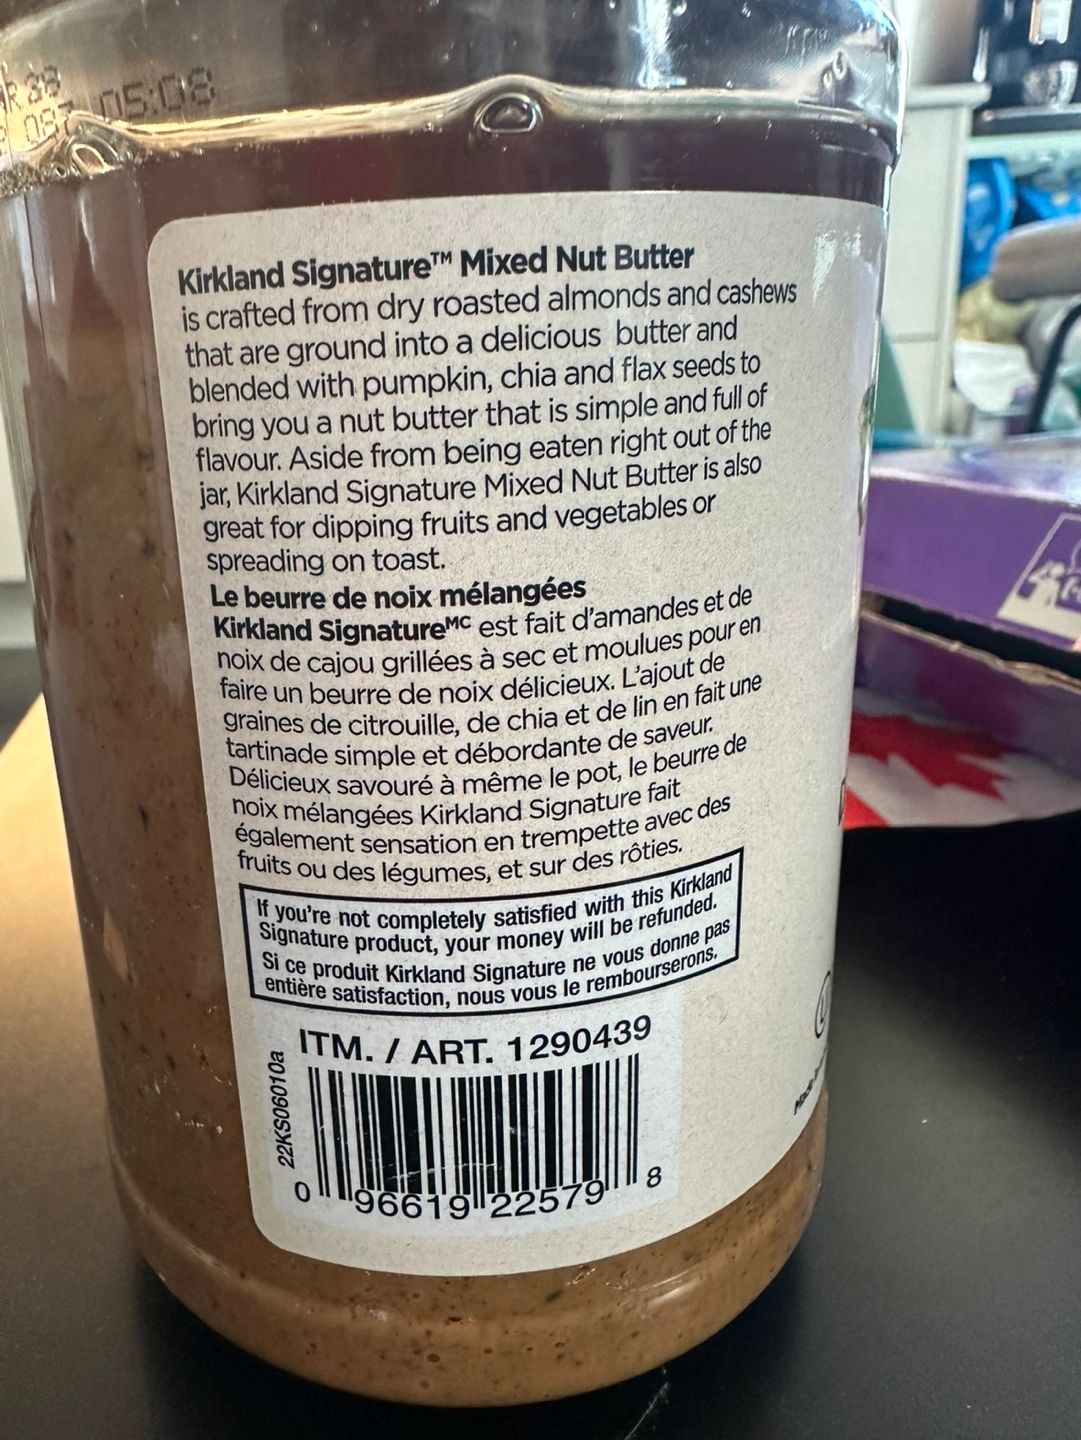 05:08
Kirkland Signature™ Mixed Nut Butter
is crafted from dry roasted almonds and cashews
that are ground into a delicious butter and
blended with pumpkin, chia and flax seeds to
bring you a nut butter that is simple and full of
flavour. Aside from being eaten right out of the
jar, Kirkland Signature Mixed Nut Butter is also
great for dipping fruits and vegetables or
spreading on toast.
Le beurre de noix mélangées
Kirkland Signatureᴹᶜ est fait d'amandes et de
noix de cajou grillées à sec et moulues pour en
faire un beurre de noix délicieux. L'ajout de
graines de citrouille, de chia et de lin en fait une
tartinade simple et débordante de saveur.
Délicieux savouré à même le pot, le beurre de
noix mélangées Kirkland Signature fait
également sensation en trempette avec des
fruits ou des légumes, et sur des rôties.
If you're not completely satisfied with this Kirkland
Signature product, your money will be refunded.
Si ce produit Kirkland Signature ne vous donne pas
entière satisfaction, nous vous le rembourserons.
ITM. / ART. 1290439
22KS06010a
0 96619 22579 8